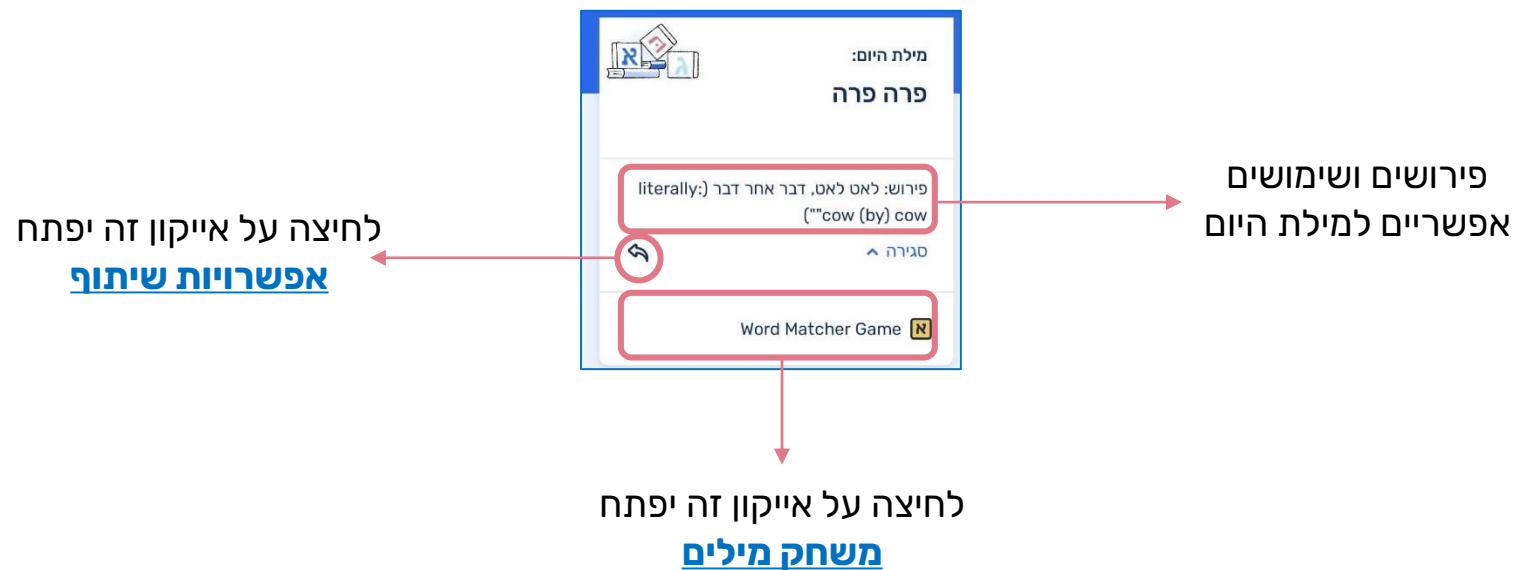 מילת היום:
פרה פרה
פירוש: לאט לאט, דבר אחר דבר (literally:
"cow (by) cow")
סגירה
Word Matcher Game
א
פירושים ושימושים
אפשריים למילת היום
לחיצה על אייקון זה יפתח
אפשרויות שיתוף
לחיצה על אייקון זה יפתח
משחק מילים
א
ב
ג